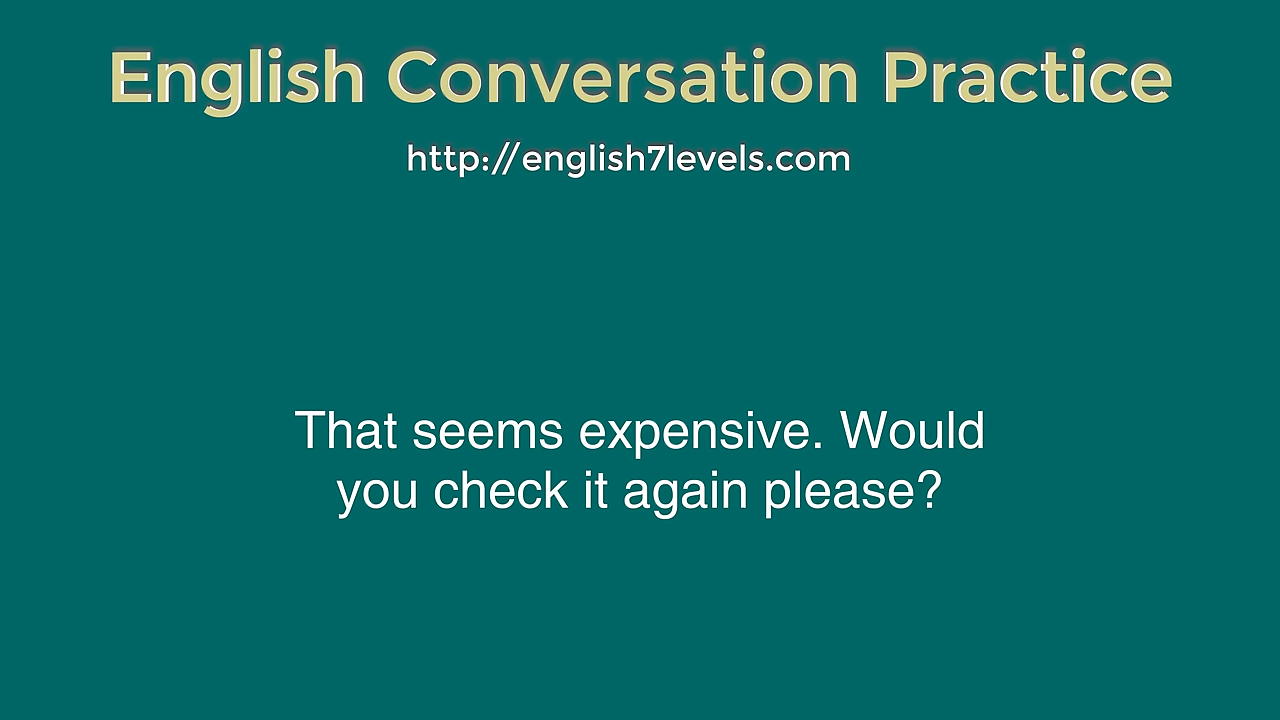 English Conversation Practice
http://english7levels.com
That seems expensive. Would
you check it again please?